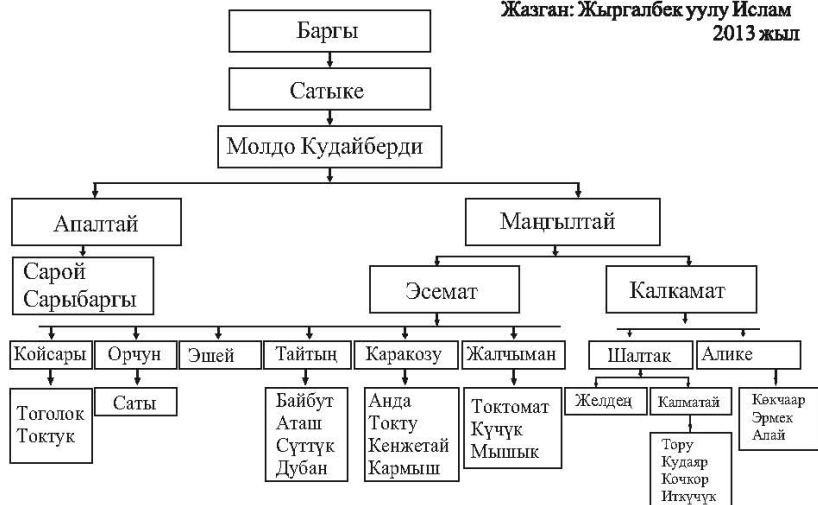 Жазган: Жыргалбек уулу Ислам
2013 жыл
Баргы
Сатыке
Молдо Кудайберди
Апалтай
Маңгылтай
Сарой
Сарыбаргы
Эсемат
Калкамат
Койсары
Орчун
Эшей
Тайтың
Каракозу
Жалчыман
Шалтак
Алике
Тоголок
Токтук
Саты
Байбут
Аташ
Сүттүк
Дубан
Анда
Токту
Кенжетай
Кармыш
Токтомат
Күчүк
Мышык
Желдең
Калматай
Көкчаар
Эрмек
Алай
Тору
Кудаяр
Кочкор
Иткүчүк